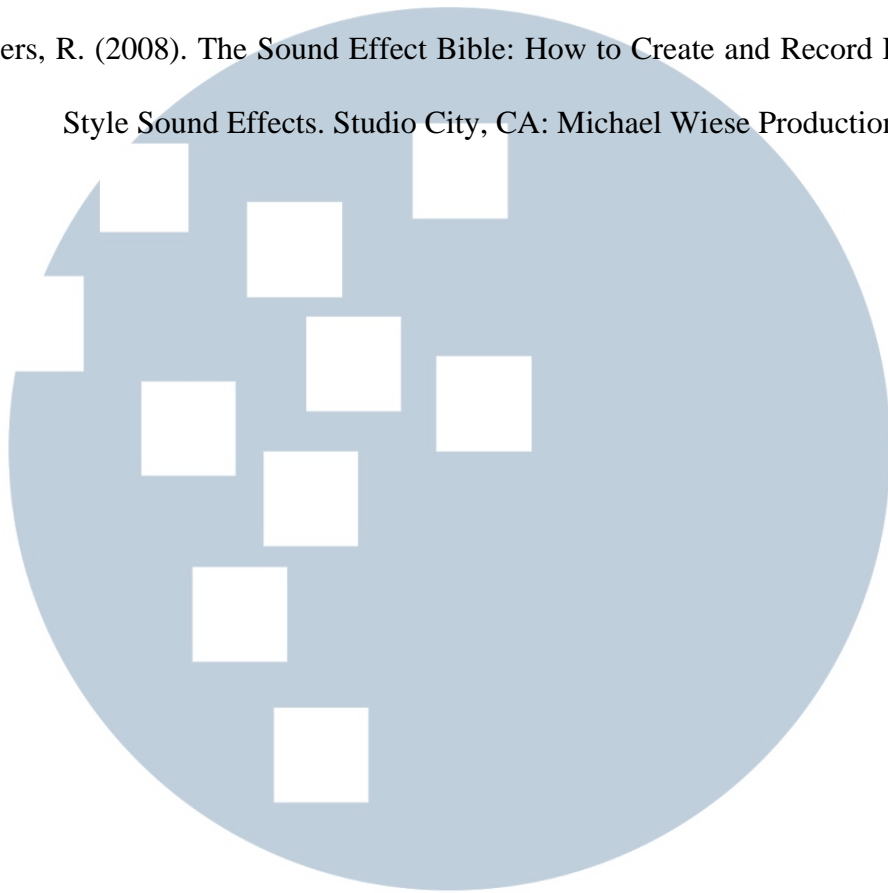 ers, R. (2008). The Sound Effect Bible: How to Create and Record
Style Sound Effects. Studio City, CA: Michael Wiese Production